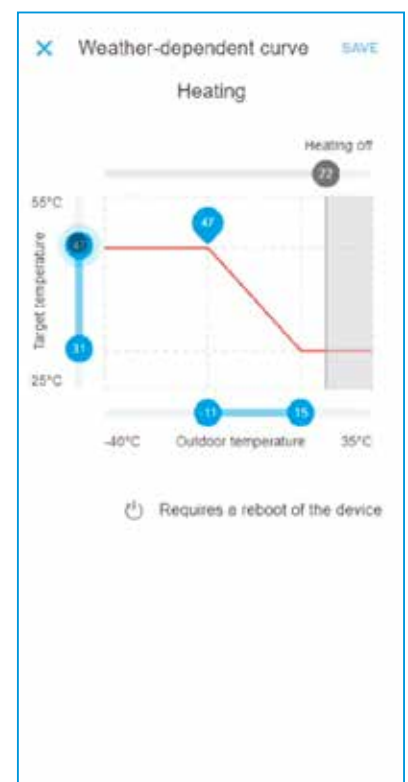 Weather-dependent curve SAVE
Heating
Heating off
22
55°C
47
47
Target temperature
31
25°C
-11 15
-40°C Outdoor temperature 35°C
Requires a reboot of the device